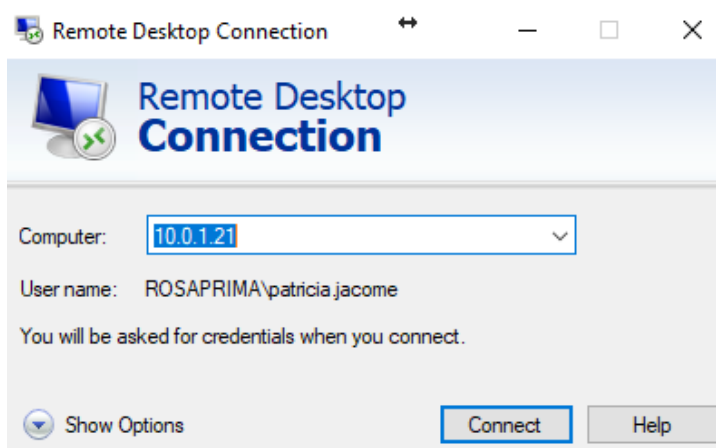 Remote Desktop Connection
Remote Desktop
Connection
Computer: 10.0.1.21
User name: ROSAPRIMA\patricia.jacome
You will be asked for credentials when you connect.
Show Options Connect Help